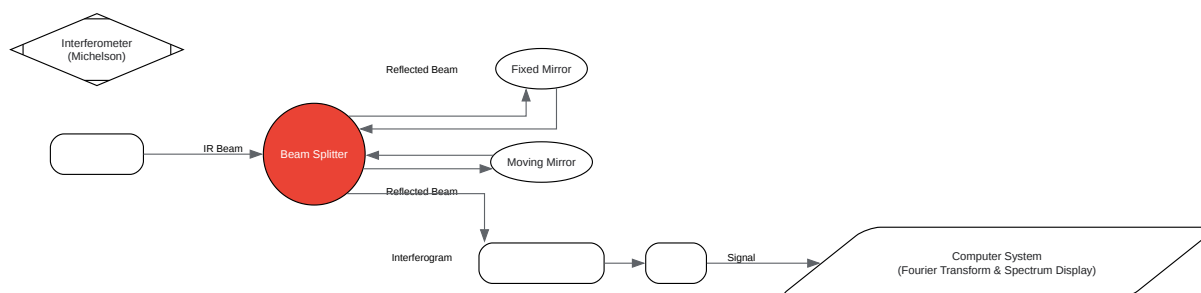 Interferometer
(Michelson)
Reflected Beam
Fixed Mirror
IR Beam
Beam Splitter
Moving Mirror
Reflected Beam
Interferogram
Signal
Computer System
(Fourier Transform & Spectrum Display)